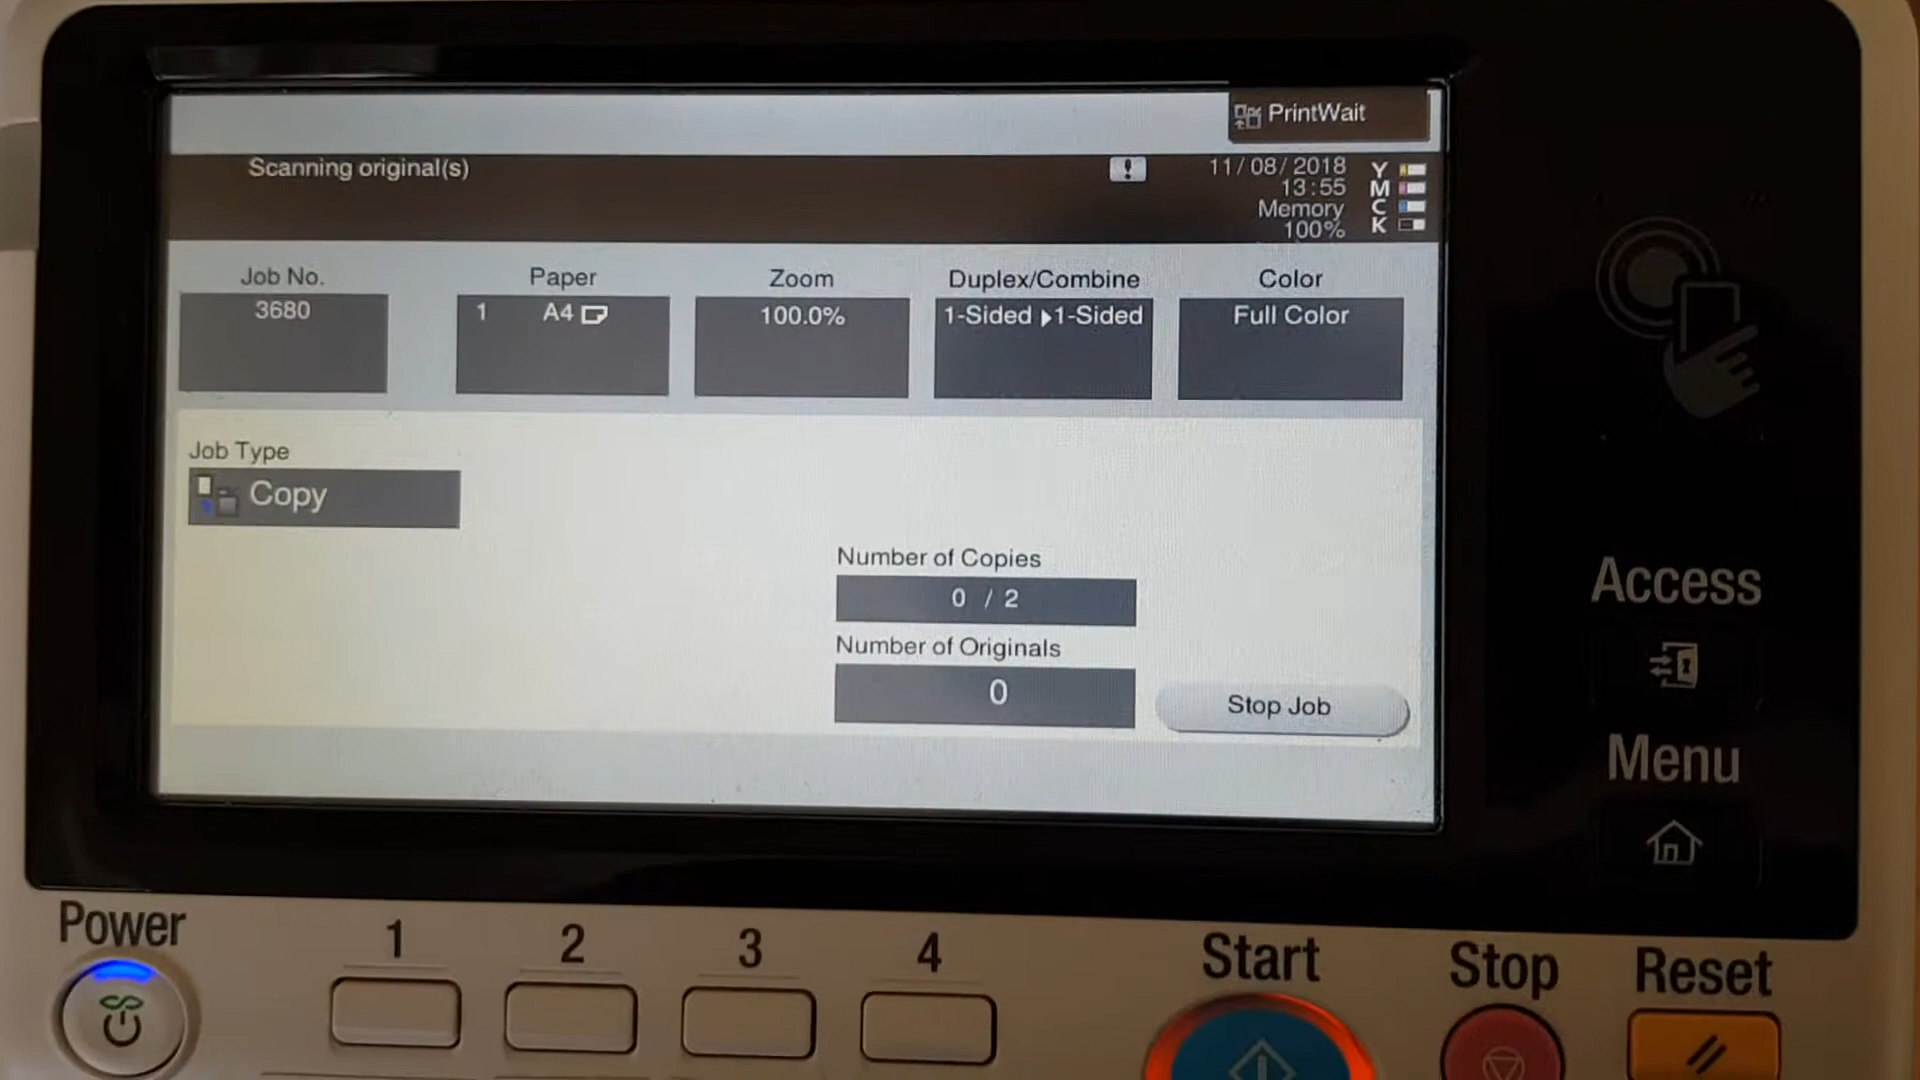 PrintWait
Scanning original(s)
!
11/08/2018
13:55
Memory
100%
Y
M
C
K
Job No.
3680
Paper
1 A4
Zoom
100.0%
Duplex/Combine
1-Sided ▶1-Sided
Color
Full Color
Job Type
Copy
Number of Copies
0 / 2
Number of Originals
0
Stop Job
Access
Menu
Power
1
2
3
4
Start
Stop
Reset